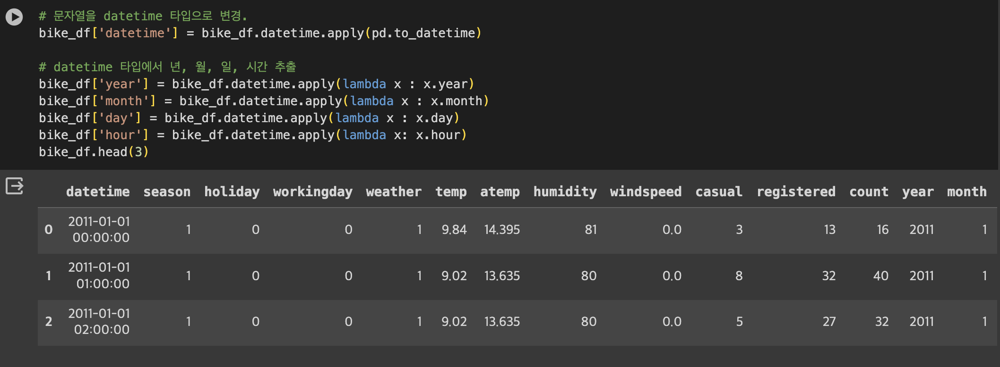 # 문자열을 datetime 타입으로 변경.
bike_df['datetime'] = bike_df.datetime.apply(pd.to_datetime)
# datetime 타입에서 년, 월, 일, 시간 추출
bike_df['year'] = bike_df.datetime.apply(lambda x : x.year)
bike_df['month'] = bike_df.datetime.apply(lambda x : x.month)
bike_df['day'] = bike_df.datetime.apply(lambda x : x.day)
bike_df['hour'] = bike_df.datetime.apply(lambda x: x.hour)
bike_df.head(3)
datetime season holiday workingday weather temp atemp humidity windspeed casual registered count year month
0 2011-01-01 00:00:00 1 0 0 1 9.84 14.395 81 0.0 3 13 16 2011 1
1 2011-01-01 01:00:00 1 0 0 1 9.02 13.635 80 0.0 8 32 40 2011 1
2 2011-01-01 02:00:00 1 0 0 1 9.02 13.635 80 0.0 5 27 32 2011 1